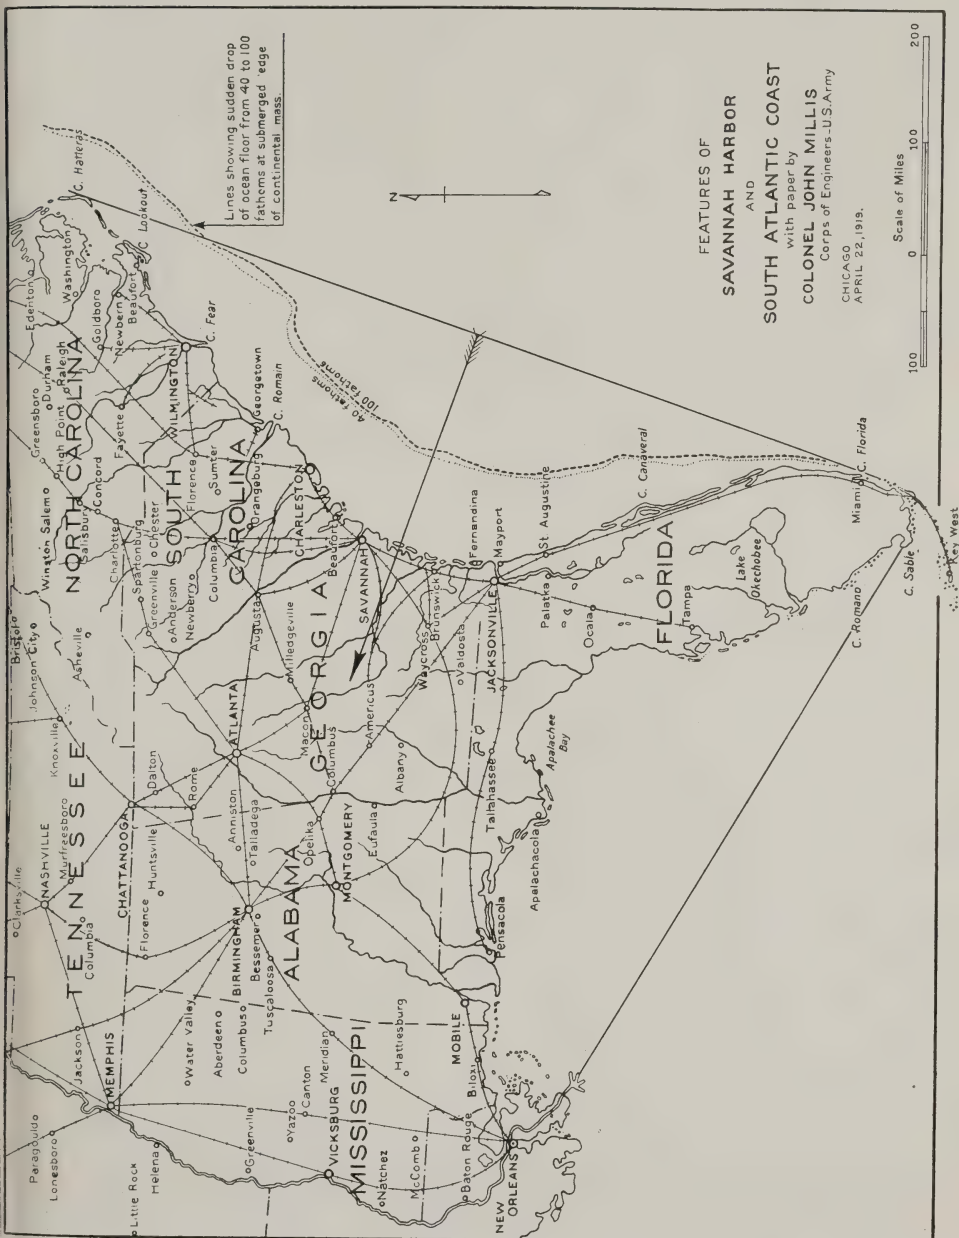 FEATURES OF
SAVANNAH HARBOR
AND
SOUTH ATLANTIC COAST
with paper by
COLONEL JOHN MILLIS
Corps of Engineers-U.S. Army
CHICAGO
APRIL 22, 1919.
Scale of Miles
100 0 100 200
Lines showing sudden drop
of ocean floor from 40 to 100
fathoms at submerged edge
of continental mass.
N
40 fathoms
100 fathoms
TENNESSEE
Paragould
Lonesboro
Little Rock
Helena
Jackson
MEMPHIS
Clarksville
NASHVILLE
Murfreesboro
Columbia
CHATTANOOGA
Knoxville
Johnson City
Bristol
NORTH CAROLINA
Asheville
Winston Salem
Greensboro
High Point
Salisbury
Concord
Charlotte
Durham
Raleigh
Fayette
Edenton
Washington
Goldboro
Newbern
Beaufort
WILMINGTON
C. Hatteras
C Lookout
C. Fear
SOUTH CAROLINA
Spartonburg
Greenville
Chester
Anderson
Newberry
Columbia
Florence
Sumter
Orangeburg
Georgetown
C. Romain
CHARLESTON
Beaufort
GEORGIA
Dalton
Rome
ATLANTA
Augusta
Milledgeville
Macon
Columbus
Americus
Albany
SAVANNAH
Waycross
Brunswick
Valdosta
ALABAMA
Huntsville
Florence
Anniston
Talladega
BIRMINGHAM
Bessemer
Tuscaloosa
Opelika
MONTGOMERY
Eufaula
MOBILE
MISSISSIPPI
Water Valley
Aberdeen
Columbus
Greenville
Yazoo
Canton
Meridian
VICKSBURG
Natchez
McComb
Hattiesburg
Biloxi
Baton Rouge
NEW
ORLEANS
FLORIDA
Pensacola
Apalachacola
Tallahassee
Apalachee
Bay
Fernandina
Mayport
JACKSONVILLE
St Augustine
Palatka
Ocala
C. Canaveral
Tampa
Lake
Okechobee
Miami
C. Florida
C. Romano
C. Sable
Key West